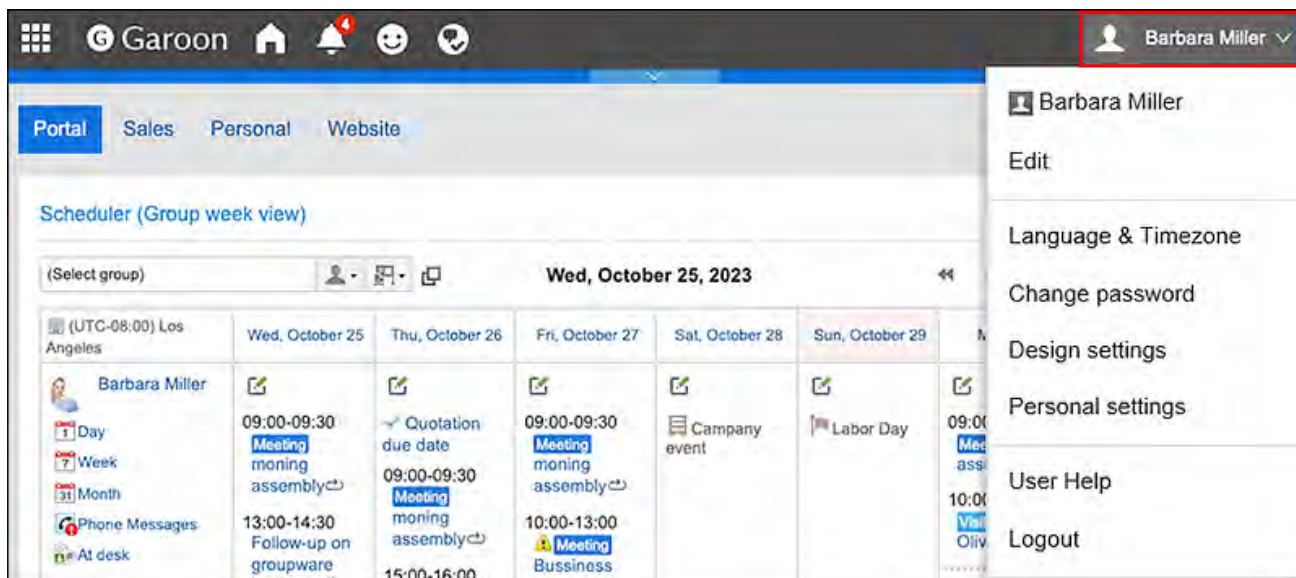 Garoon
4
Barbara Miller
Barbara Miller
Edit
Language & Timezone
Change password
Design settings
Personal settings
User Help
Logout
Portal Sales Personal Website
Scheduler (Group week view)
(Select group)
Wed, October 25, 2023
(UTC-08:00) Los
Angeles
Wed, October 25
Thu, October 26
Fri, October 27
Sat, October 28
Sun, October 29
Barbara Miller
1 Day
7 Week
31 Month
Phone Messages
At desk
09:00-09:30
Meeting
moning
assembly
13:00-14:30
Follow-up on
groupware
Quotation
due date
09:00-09:30
Meeting
moning
assembly
15:00-16:00
09:00-09:30
Meeting
moning
assembly
10:00-13:00
Meeting
Bussiness
Campany
event
Labor Day